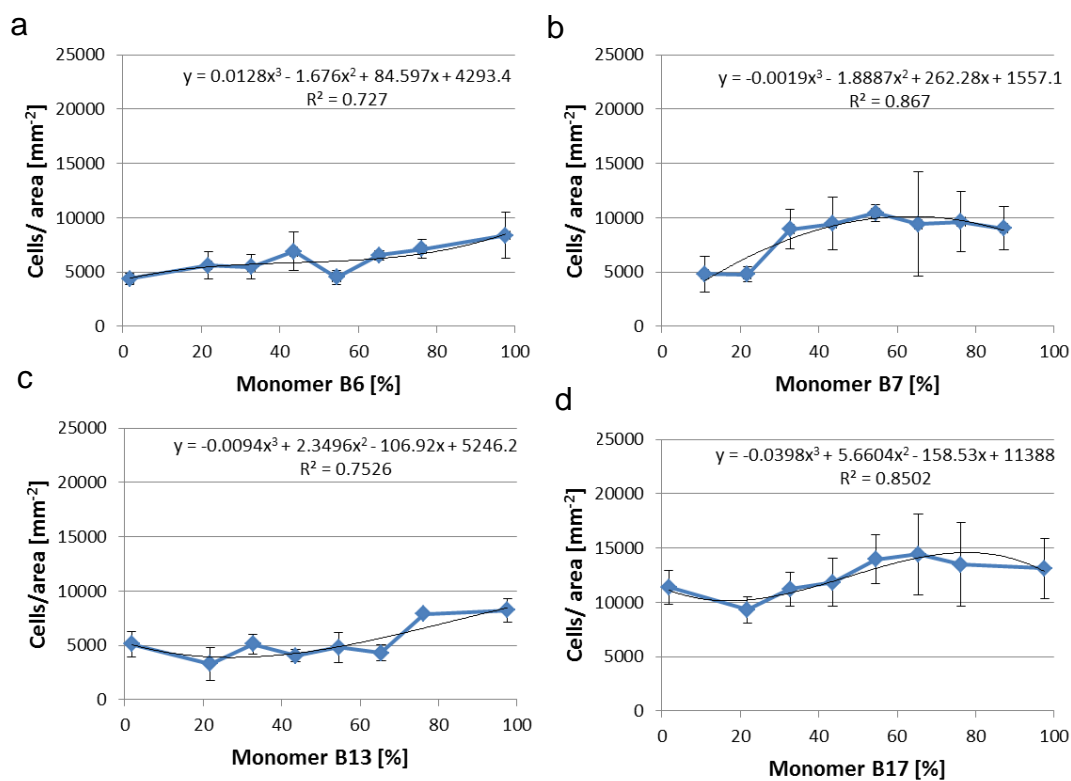 a
25000
20000
15000
10000
5000
0
Cells/ area [mm⁻²]
y = 0.0128x³ - 1.676x² + 84.597x + 4293.4
R² = 0.727
0 20 40 60 80 100
Monomer B6 [%]
b
25000
20000
15000
10000
5000
0
Cells/ area [mm⁻²]
y = -0.0019x³ - 1.8887x² + 262.28x + 1557.1
R² = 0.867
0 20 40 60 80 100
Monomer B7 [%]
c
25000
20000
15000
10000
5000
0
Cells/area [mm⁻²]
y = -0.0094x³ + 2.3496x² - 106.92x + 5246.2
R² = 0.7526
0 20 40 60 80 100
Monomer B13 [%]
d
25000
20000
15000
10000
5000
0
Cells/ area [mm⁻²]
y = -0.0398x³ + 5.6604x² - 158.53x + 11388
R² = 0.8502
0 20 40 60 80 100
Monomer B17 [%]